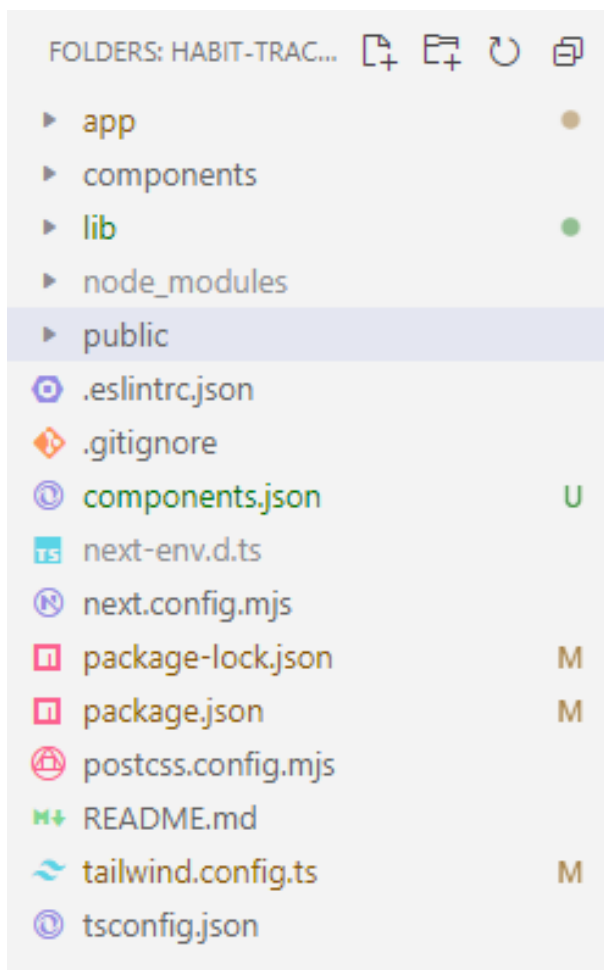 FOLDERS: HABIT-TRAC...
app
components
lib
node_modules
public
.eslintrc.json
.gitignore
components.json U
TS next-env.d.ts
N next.config.mjs
package-lock.json M
package.json M
postcss.config.mjs
M README.md
tailwind.config.ts M
tsconfig.json